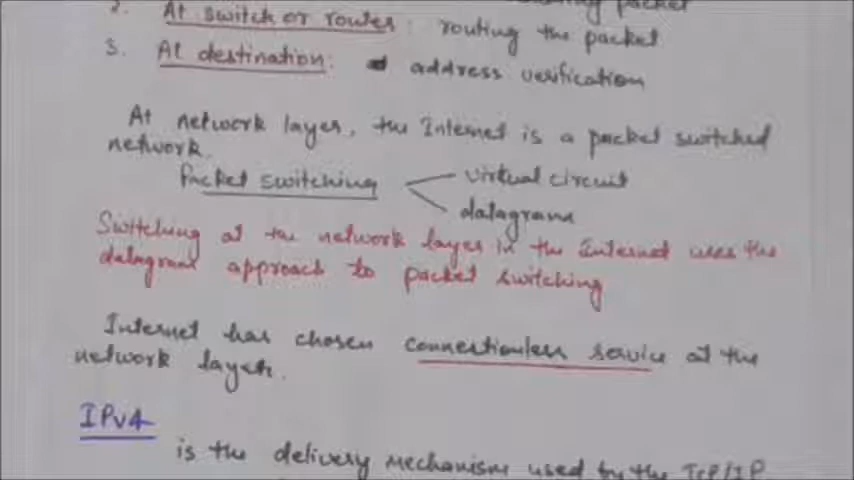 2. At switch or routes: routing the packet
3. At destination: address verification
At network layer, the Internet is a packet switched
network.
Packet switching
virtual circuit
datagram
Switching at the network layer in the Internet uses the
datagram approach to packet switching
Internet has chosen connectionless service at the
network layer.
IPv4
is the delivery mechanism used by the TCP/IP